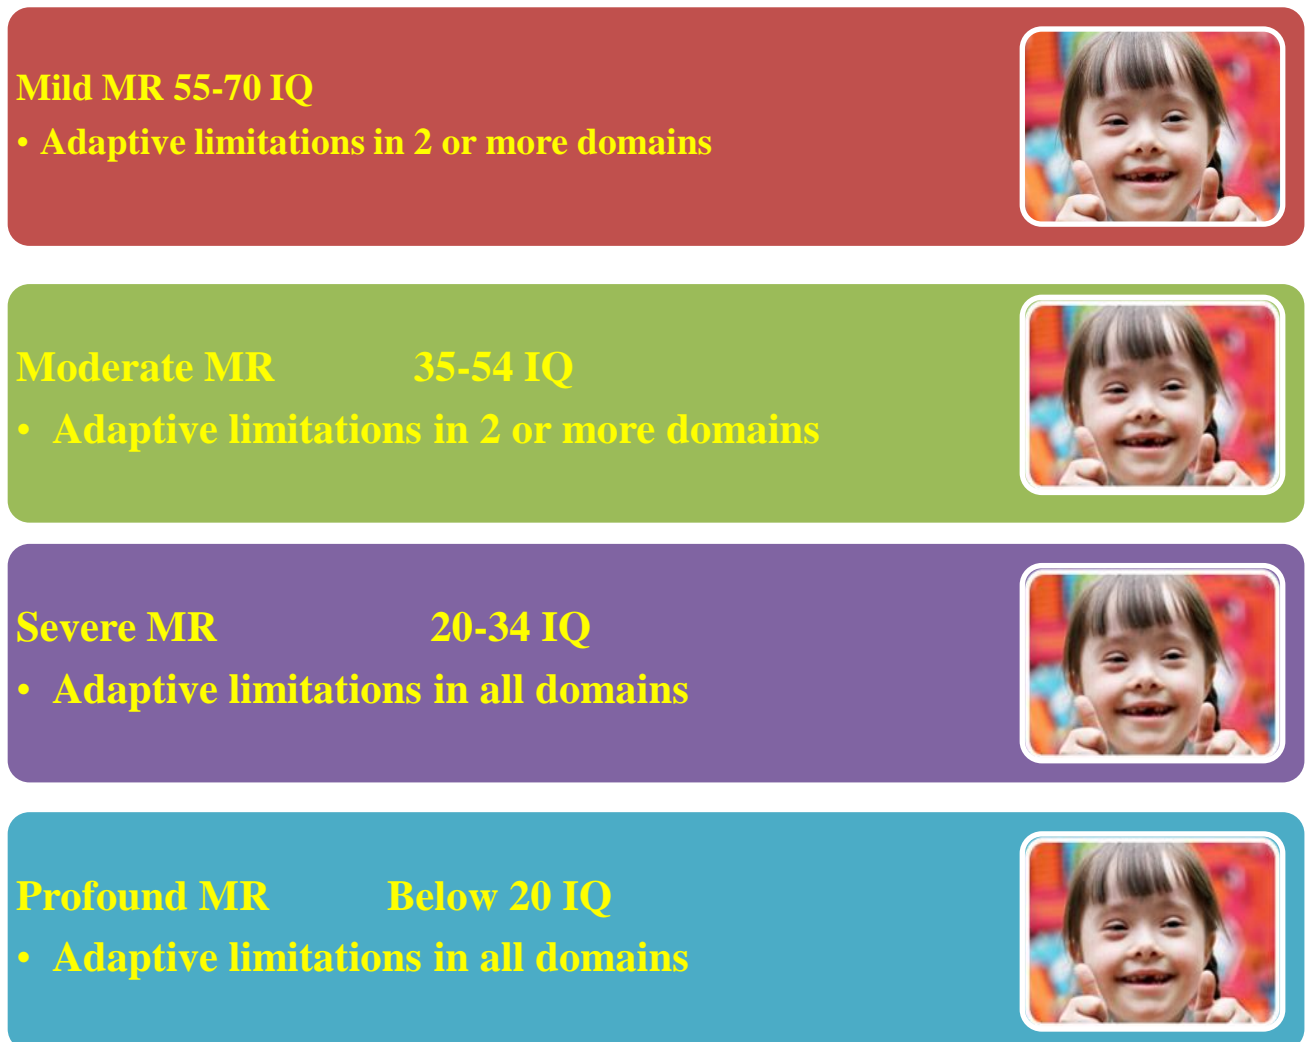 Mild MR 55-70 IQ
• Adaptive limitations in 2 or more domains
Moderate MR 35-54 IQ
• Adaptive limitations in 2 or more domains
Severe MR 20-34 IQ
• Adaptive limitations in all domains
Profound MR Below 20 IQ
• Adaptive limitations in all domains